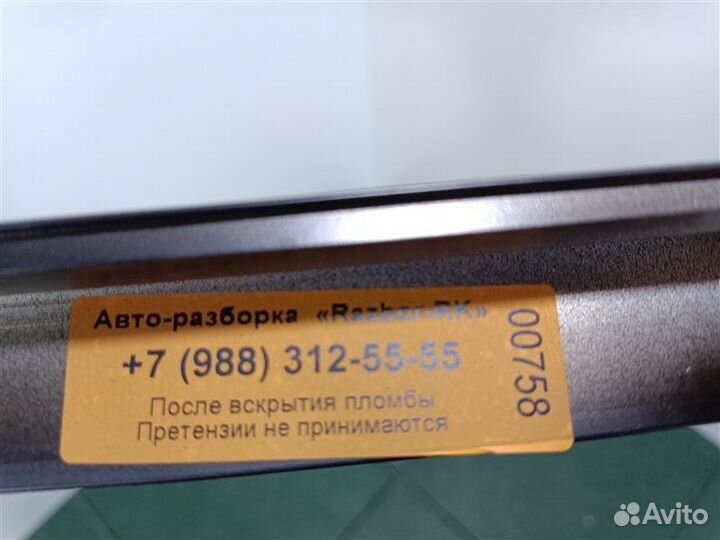 Авто-разборка «Razbor-RK»
+7 (988) 312-55-55
После вскрытия пломбы
Претензии не принимаются
00758
Avito